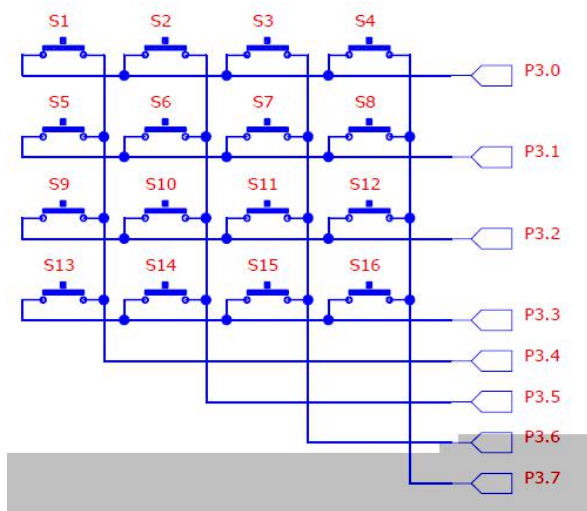 S1 S2 S3 S4
P3.0
S5 S6 S7 S8
P3.1
S9 S10 S11 S12
P3.2
S13 S14 S15 S16
P3.3
P3.4
P3.5
P3.6
P3.7